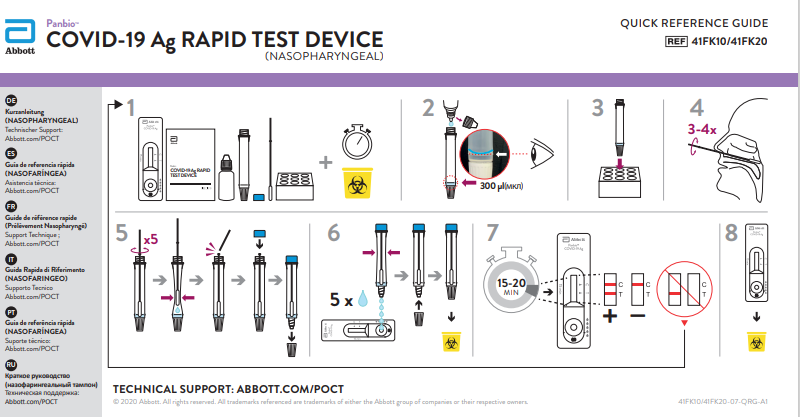 Panbio™
COVID-19 Ag RAPID TEST DEVICE
(NASOPHARYNGEAL)
Abbott
QUICK REFERENCE GUIDE
REF 41FK10/41FK20
DE
Kurzanleitung
(NASOPHARYNGEAL)
Technischer Support:
Abbott.com/POCT
ES
Guía de referencia rápida
(NASOFARÍNGEA)
Asistencia técnica:
Abbott.com/POCT
FR
Guide de référence rapide
(Prélèvement Nasopharyngé)
Support Technique :
Abbott.com/POCT
IT
Guida Rapida di Riferimento
(NASOFARINGEO)
Supporto Tecnico
Abbott.com/POCT
PT
Guia de referência rápida
(NASOFARÍNGEA)
Suporte técnico:
Abbott.com/POCT
RU
Краткое руководство
(назофарингеальный тампон)
Техническая поддержка:
Abbott.com/POCT
1
COVID-19 Ag RAPID
TEST DEVICE
+
2
300 µl(мкл)
3
4
3-4x
5
x5
6
5 x
7
15-20
MIN
Abbott
C
T
C
T
C
T
+ −
8
TECHNICAL SUPPORT: ABBOTT.COM/POCT
© 2020 Abbott. All rights reserved. All trademarks referenced are trademarks of either the Abbott group of companies or their respective owners.
41FK10/41FK20-07-QRG-A1